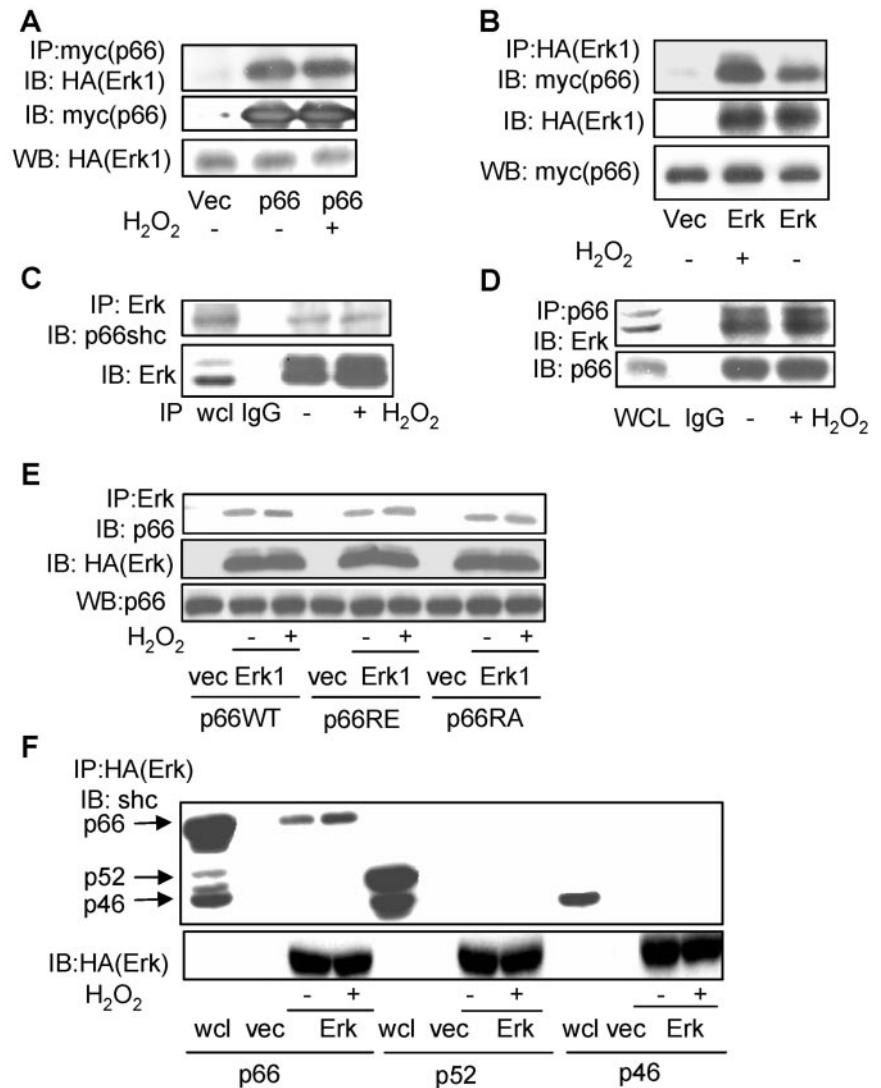 A
IP:myc(p66)
IB: HA(Erk1)
IB: myc(p66)
WB: HA(Erk1)
Vec p66 p66
H₂O₂ - - +
B
IP:HA(Erk1)
IB: myc(p66)
IB: HA(Erk1)
WB: myc(p66)
Vec Erk Erk
H₂O₂ - + -
C
IP: Erk
IB: p66shc
IB: Erk
IP wcl IgG - + H₂O₂
D
IP:p66
IB: Erk
IB: p66
WCL IgG - + H₂O₂
E
IP:Erk
IB: p66
IB: HA(Erk)
WB:p66
H₂O₂ - + - + - +
vec Erk1 vec Erk1 vec Erk1
p66WT p66RE p66RA
F
IP:HA(Erk)
IB: shc
p66
p52
p46
IB:HA(Erk)
H₂O₂ - + - + - +
wcl vec Erk wcl vec Erk wcl vec Erk
p66 p52 p46